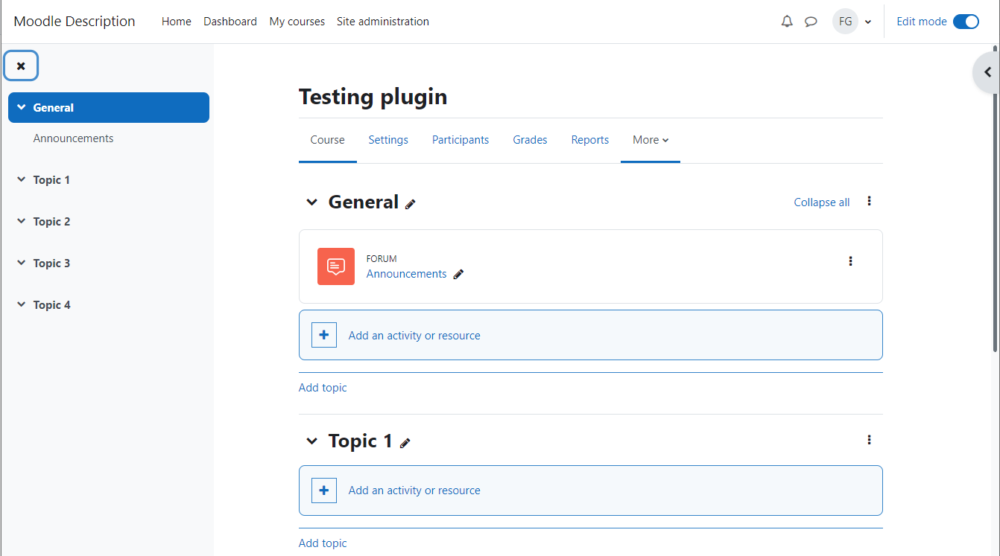 Moodle Description Home Dashboard My courses Site administration FG Edit mode
General
Announcements
Topic 1
Topic 2
Topic 3
Topic 4
Testing plugin
Course Settings Participants Grades Reports More
General Collapse all
FORUM
Announcements
Add an activity or resource
Add topic
Topic 1
Add an activity or resource
Add topic